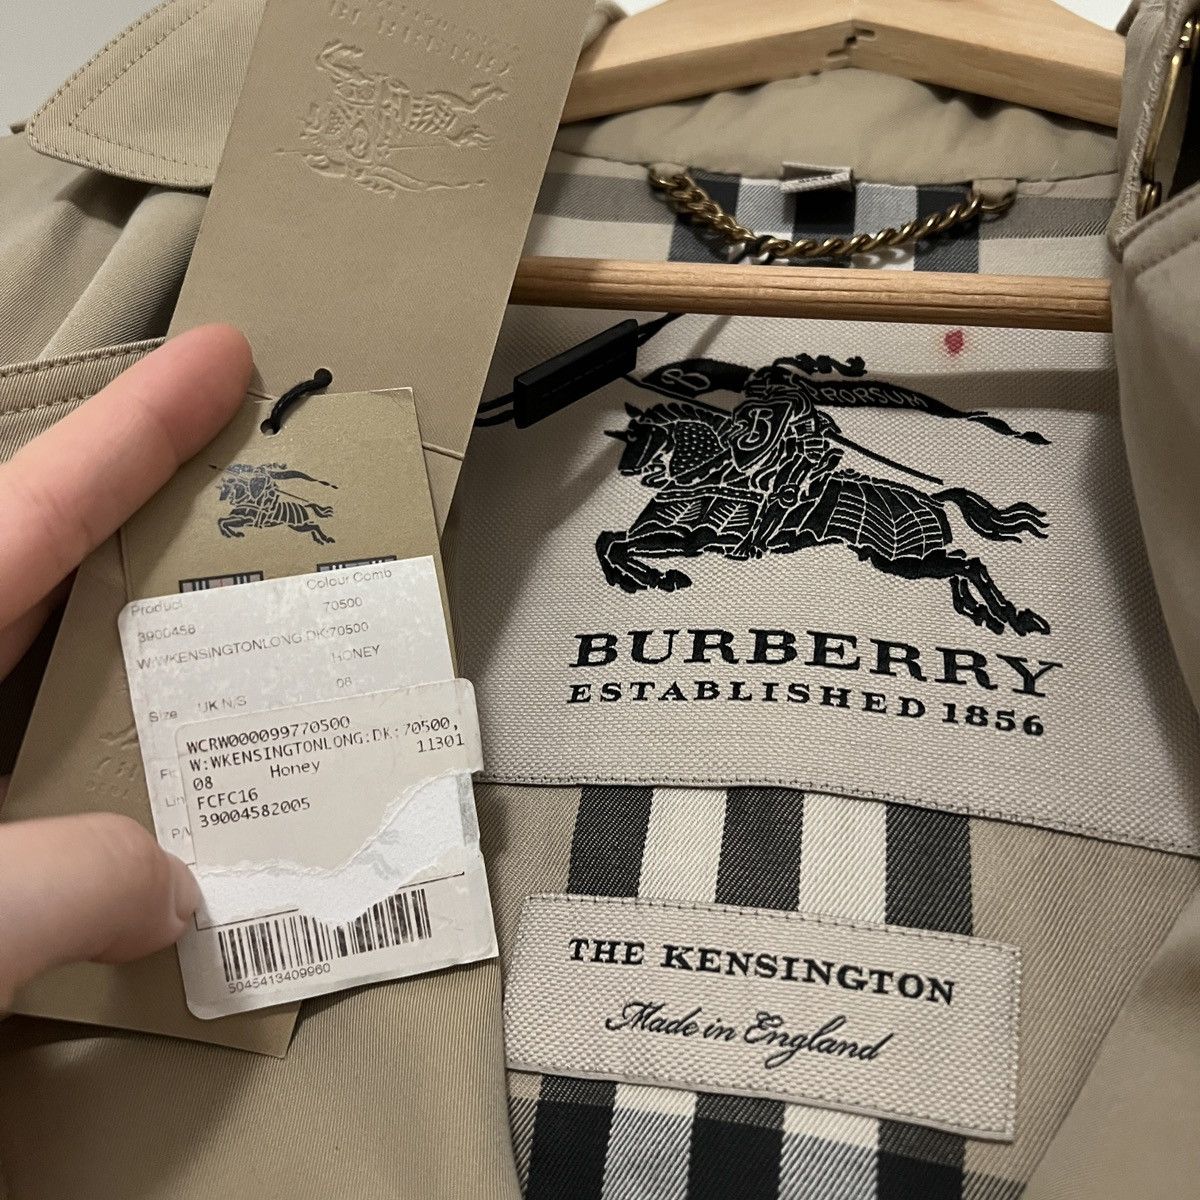 Product Colour Comb
3900458 70500
W:WKENSINGTONLONG:DK:70500
HONEY
Size UK N/S 08
WCRW000099770500
W:WKENSINGTONLONG:DK:70500,
11301
08 Honey
FCFC16
39004582005
5045413409960
B
B
PRORSUM
BURBERRY
ESTABLISHED 1856
THE KENSINGTON
Made in England